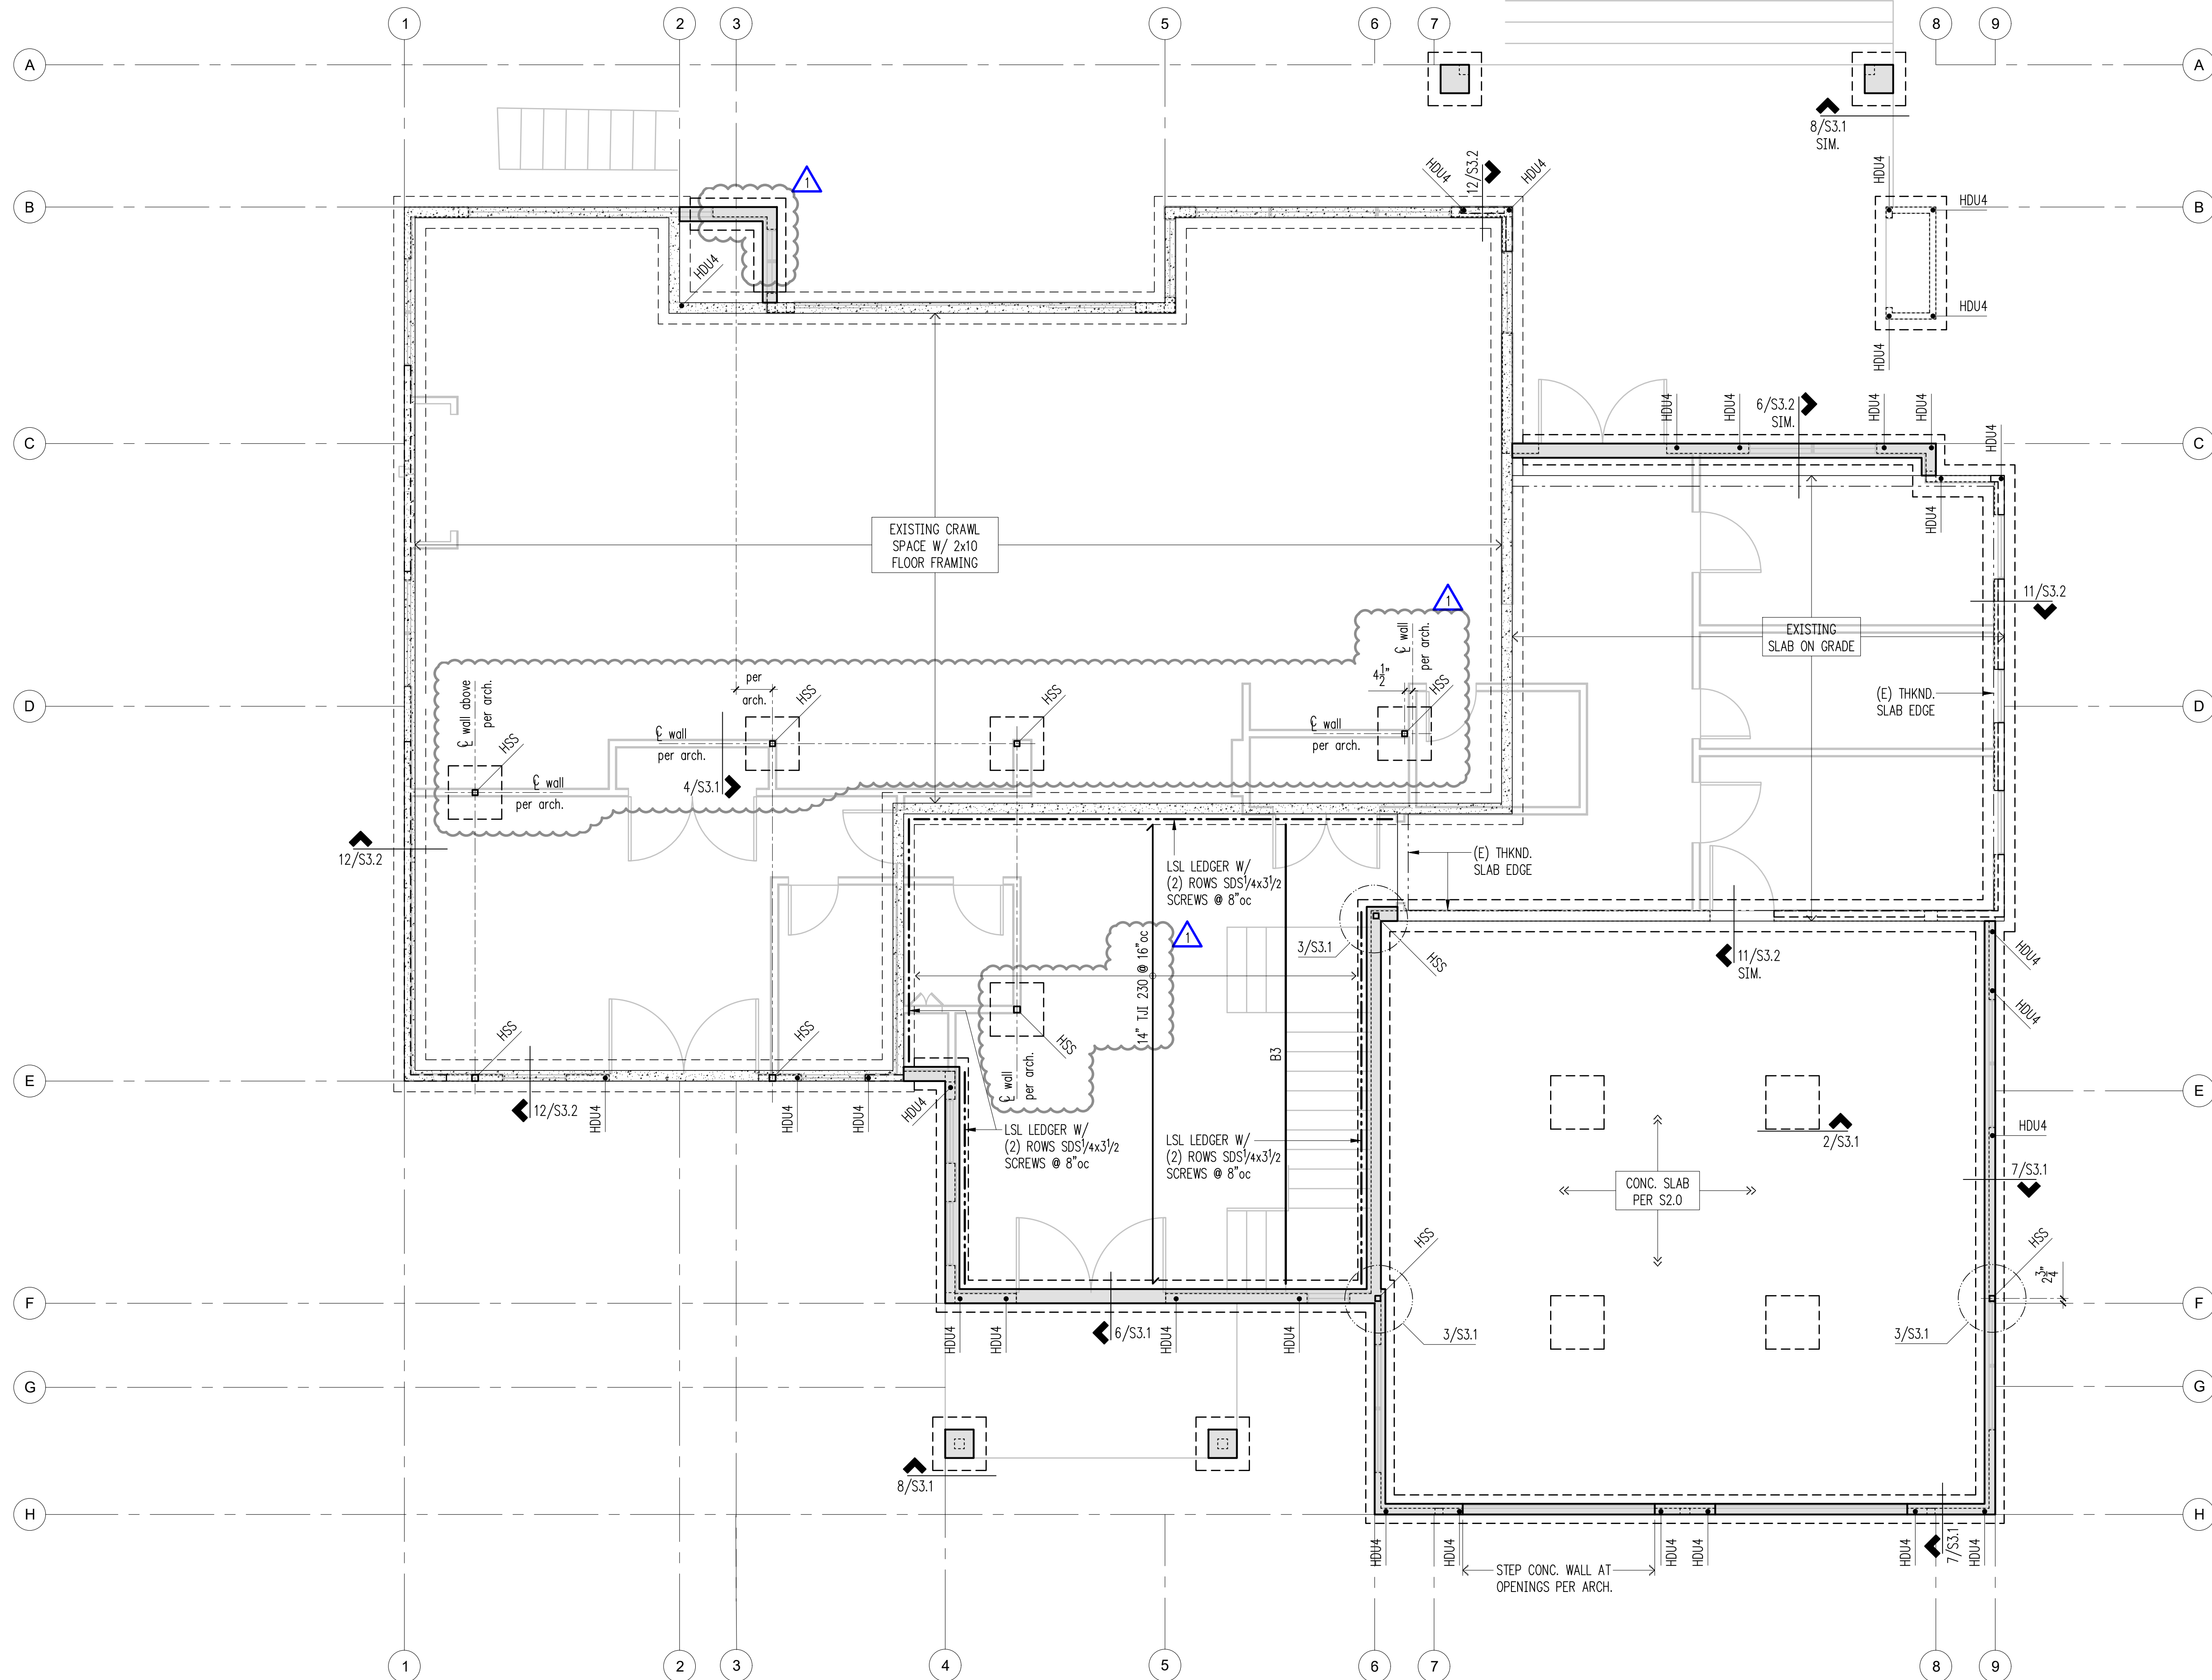 1
2
3
5
6
7
8
9
A
A
8/S3.1
SIM.
1
HDU4
12/S3.2
HDU4
HDU4
HDU4
B
B
HDU4
HDU4
HDU4
HDU4
HDU4
HDU4
6/S3.2
SIM.
HDU4
HDU4
HDU4
C
C
HDU4
EXISTING CRAWL
SPACE W/ 2x10
FLOOR FRAMING
1
11/S3.2
EXISTING
SLAB ON GRADE
℄ wall
per arch.
4½"
HSS
per
arch.
HSS
HSS
℄ wall above
per arch.
HSS
(E) THKND.
SLAB EDGE
D
D
℄ wall
per arch.
℄ wall
per arch.
4/S3.1
℄ wall
per arch.
12/S3.2
(E) THKND.
SLAB EDGE
LSL LEDGER W/
(2) ROWS SDS¼x3½
SCREWS @ 8"oc
1
3/S3.1
HSS
11/S3.2
SIM.
HDU4
HDU4
14" TJI 230 @ 16"oc
HSS
HSS
HSS
B3
℄ wall
per arch.
E
E
12/S3.2
HDU4
HDU4
HDU4
HDU4
LSL LEDGER W/
(2) ROWS SDS¼x3½
SCREWS @ 8"oc
LSL LEDGER W/
(2) ROWS SDS¼x3½
SCREWS @ 8"oc
2/S3.1
HDU4
7/S3.1
CONC. SLAB
PER S2.0
HSS
HSS
2¾"
F
F
HDU4
HDU4
6/S3.1
HDU4
HDU4
3/S3.1
3/S3.1
G
G
8/S3.1
H
H
HDU4
HDU4
HDU4
HDU4
HDU4
7/S3.1
HDU4
STEP CONC. WALL AT
OPENINGS PER ARCH.
1
2
3
4
5
6
7
8
9